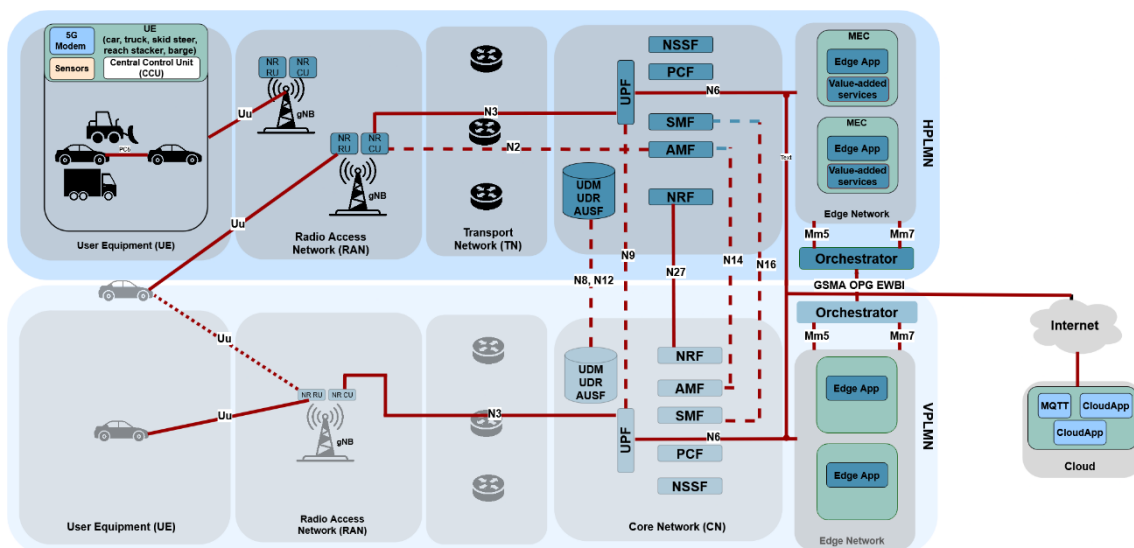 5G
Modem
Sensors
UE
(car, truck, skid steer,
reach stacker, barge)
Central Control Unit
(CCU)
PC5
User Equipment (UE)
Uu
NR
RU
NR
CU
gNB
NR
RU
NR
CU
gNB
Uu
Radio Access
Network (RAN)
Transport
Network (TN)
N3
N2
UPF
NSSF
PCF
SMF
AMF
NRF
UDM
UDR
AUSF
N6
Text
MEC
Edge App
Value-added
services
MEC
Edge App
Value-added
services
Edge Network
HPLMN
Mm5
Mm7
Orchestrator
GSMA OPG EWBI
Orchestrator
Mm5
Mm7
N8, N12
N9
N27
N14
N16
Uu
Uu
NR RU
NR CU
gNB
N3
User Equipment (UE)
Radio Access
Network (RAN)
UDM
UDR
AUSF
UPF
NRF
AMF
SMF
PCF
NSSF
Core Network (CN)
N6
Edge App
Edge App
Edge Network
VPLMN
Internet
MQTT
CloudApp
CloudApp
Cloud